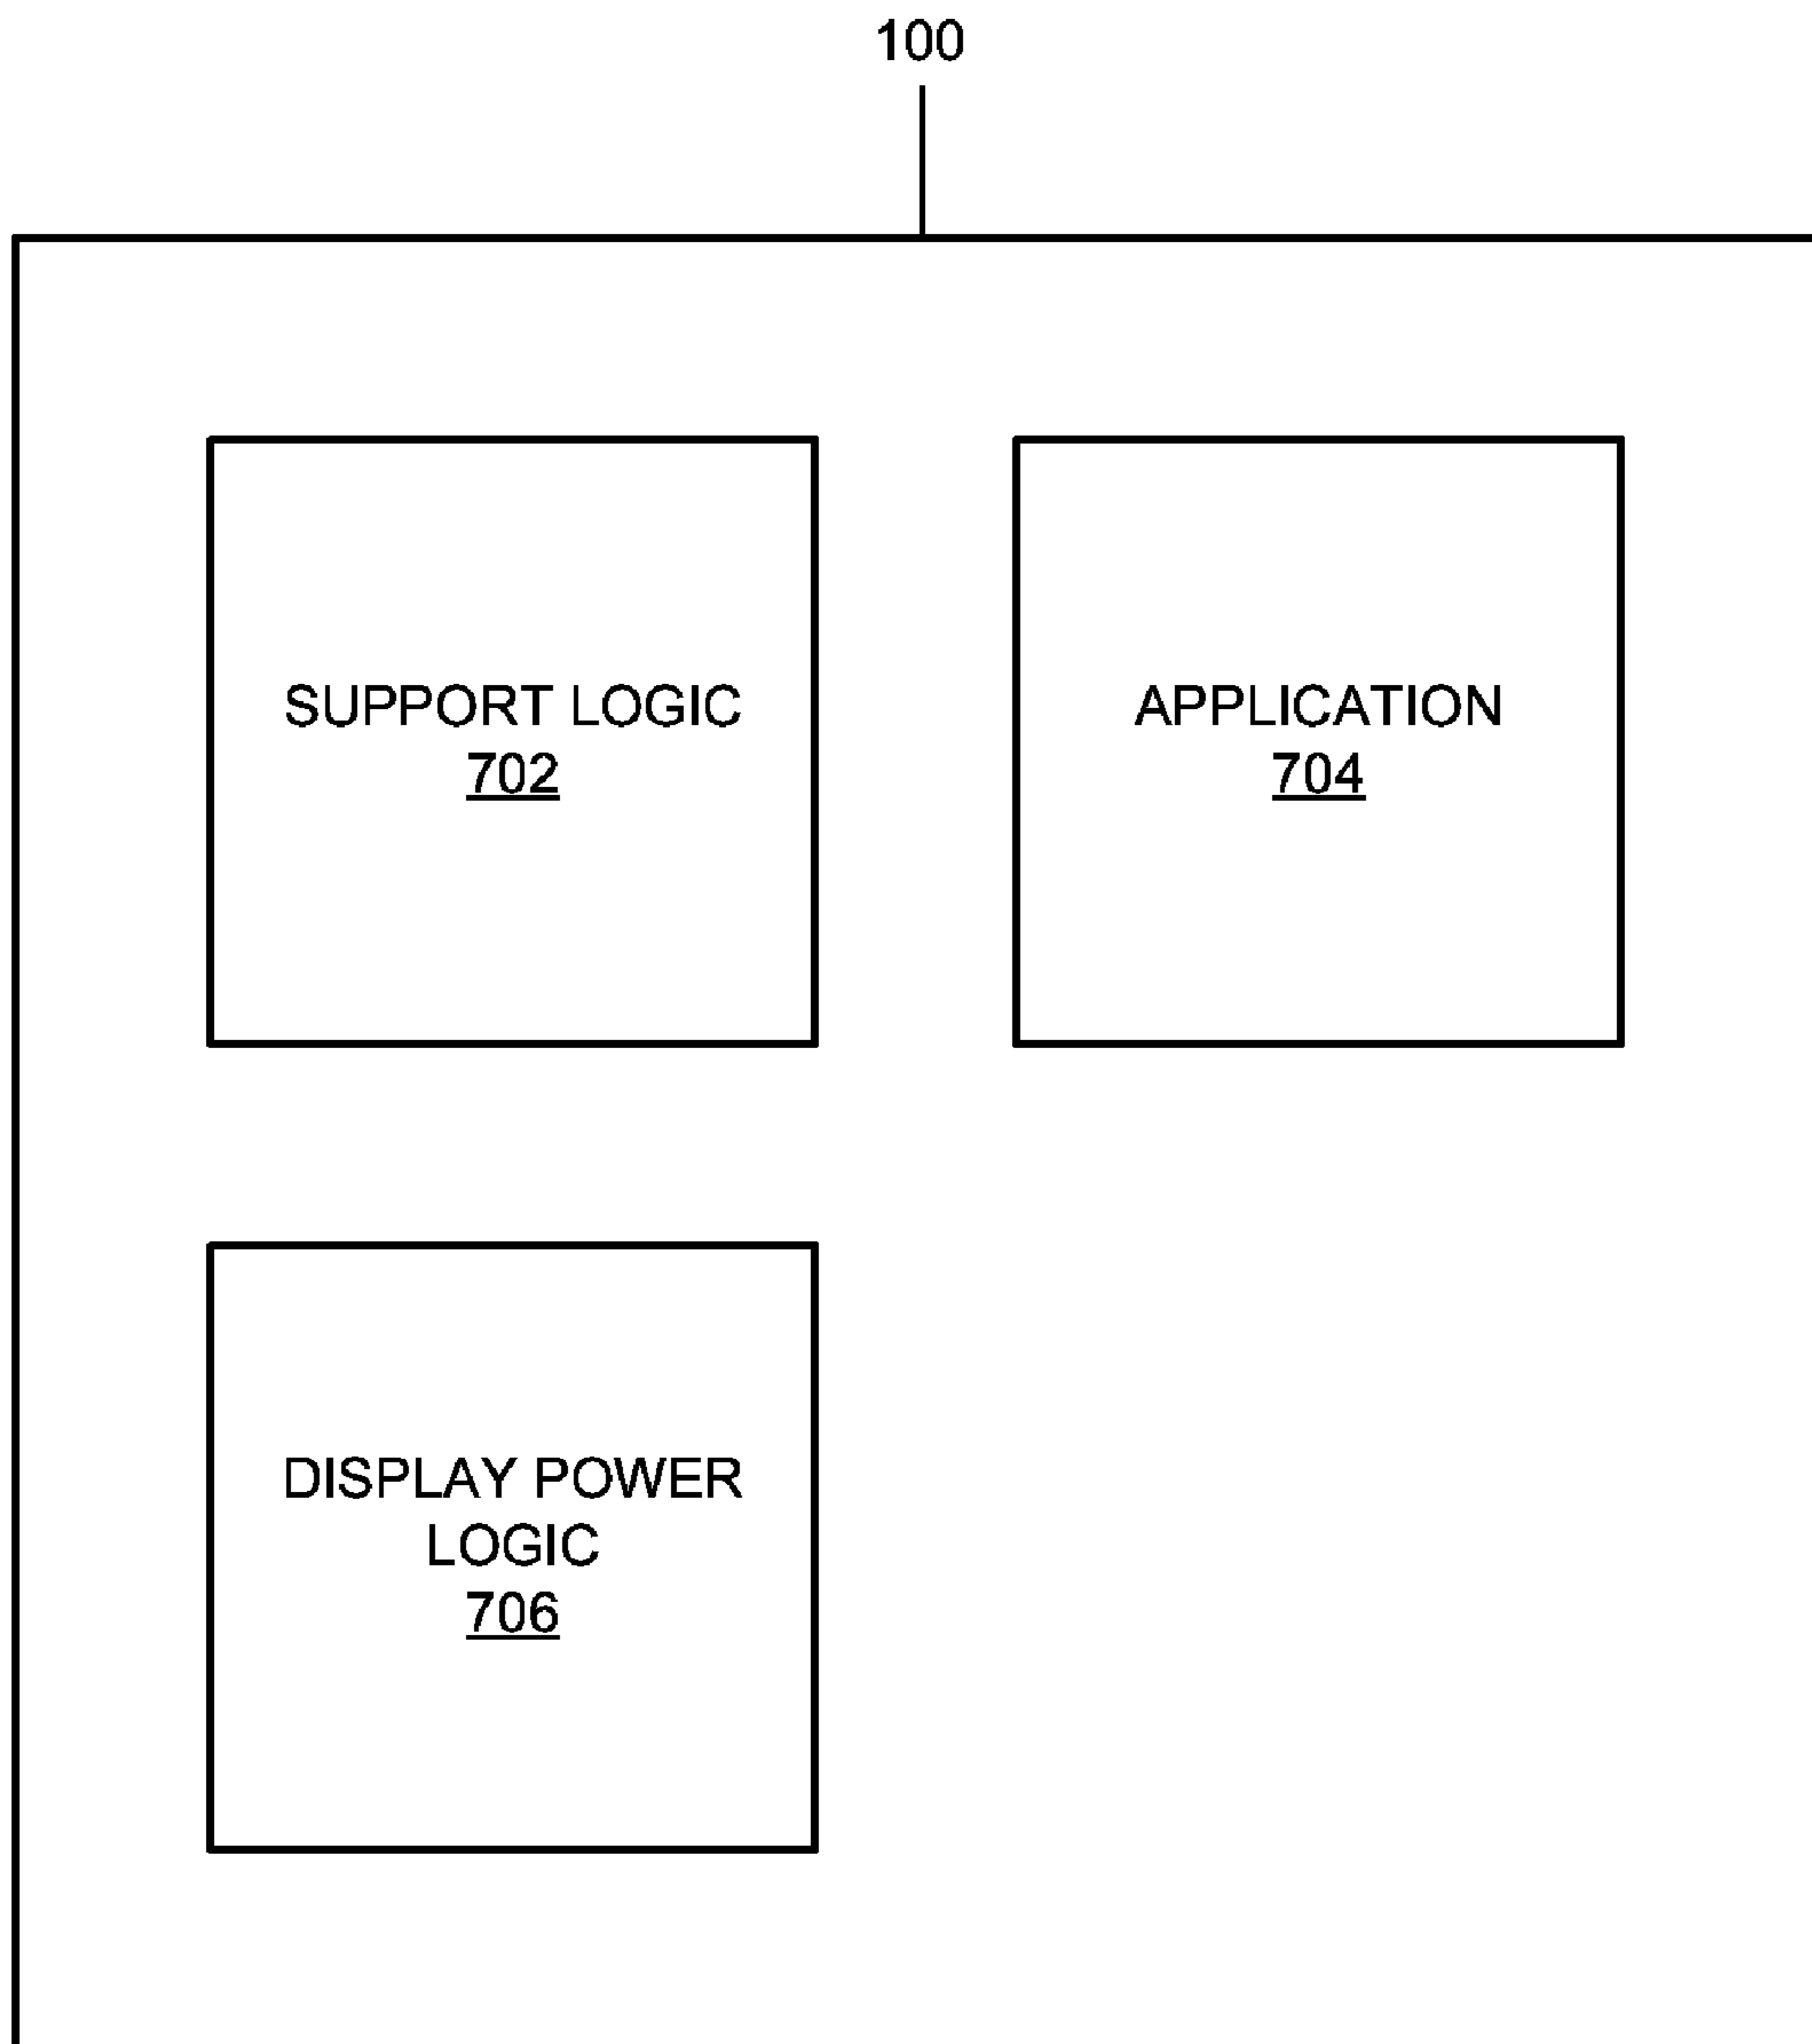 100
SUPPORT LOGIC
702
APPLICATION
704
DISPLAY POWER
LOGIC
706